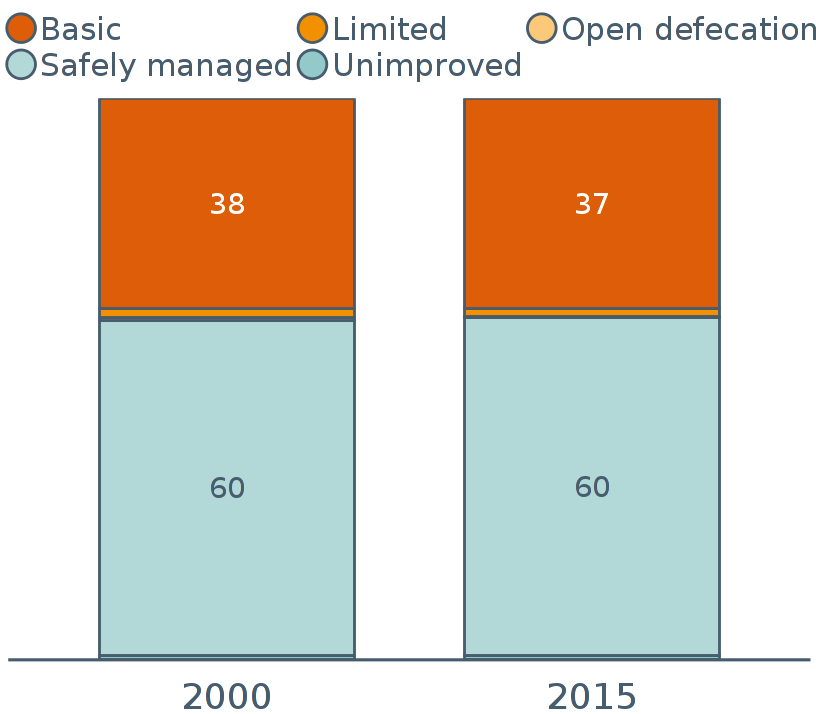 Basic Limited Open defecation
Safely managed Unimproved
38 37
60 60
2000 2015